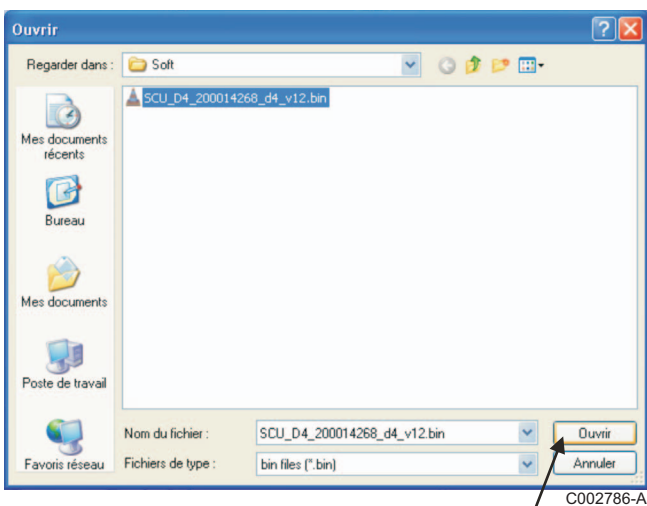 Ouvrir
Regarder dans :
Soft
SCU_D4_200014268_d4_v12.bin
Mes documents
récents
Bureau
Mes documents
Poste de travail
Favoris réseau
Nom du fichier :
SCU_D4_200014268_d4_v12.bin
Ouvrir
Fichiers de type :
bin files (*.bin)
Annuler
C002786-A